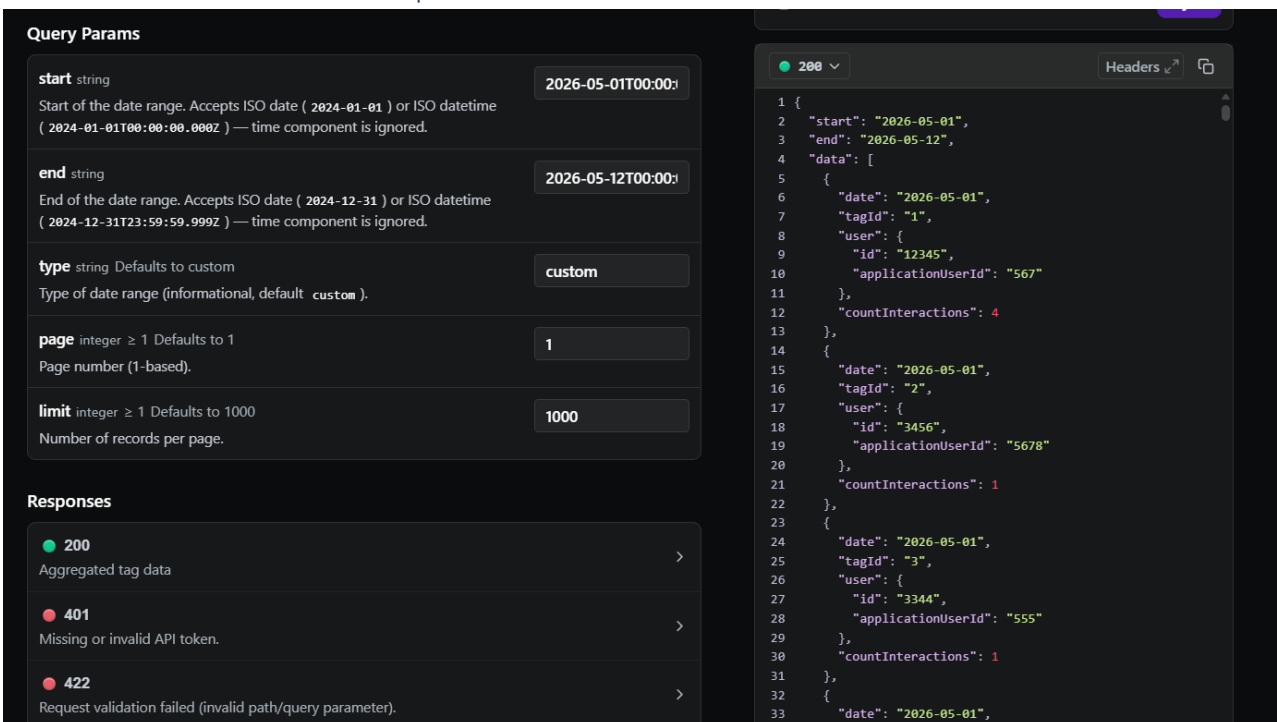 Query Params
start string
2026-05-01T00:00:
Start of the date range. Accepts ISO date ( 2024-01-01 ) or ISO datetime
( 2024-01-01T00:00:00.000Z ) — time component is ignored.
end string
2026-05-12T00:00:
End of the date range. Accepts ISO date ( 2024-12-31 ) or ISO datetime
( 2024-12-31T23:59:59.999Z ) — time component is ignored.
type string Defaults to custom
custom
Type of date range (informational, default custom ).
page integer ≥ 1 Defaults to 1
1
Page number (1-based).
limit integer ≥ 1 Defaults to 1000
1000
Number of records per page.
Responses
200
Aggregated tag data
401
Missing or invalid API token.
422
Request validation failed (invalid path/query parameter).
200
Headers
1 {
2 "start": "2026-05-01",
3 "end": "2026-05-12",
4 "data": [
5 {
6 "date": "2026-05-01",
7 "tagId": "1",
8 "user": {
9 "id": "12345",
10 "applicationUserId": "567"
11 },
12 "countInteractions": 4
13 },
14 {
15 "date": "2026-05-01",
16 "tagId": "2",
17 "user": {
18 "id": "3456",
19 "applicationUserId": "5678"
20 },
21 "countInteractions": 1
22 },
23 {
24 "date": "2026-05-01",
25 "tagId": "3",
26 "user": {
27 "id": "3344",
28 "applicationUserId": "555"
29 },
30 "countInteractions": 1
31 },
32 {
33 "date": "2026-05-01",